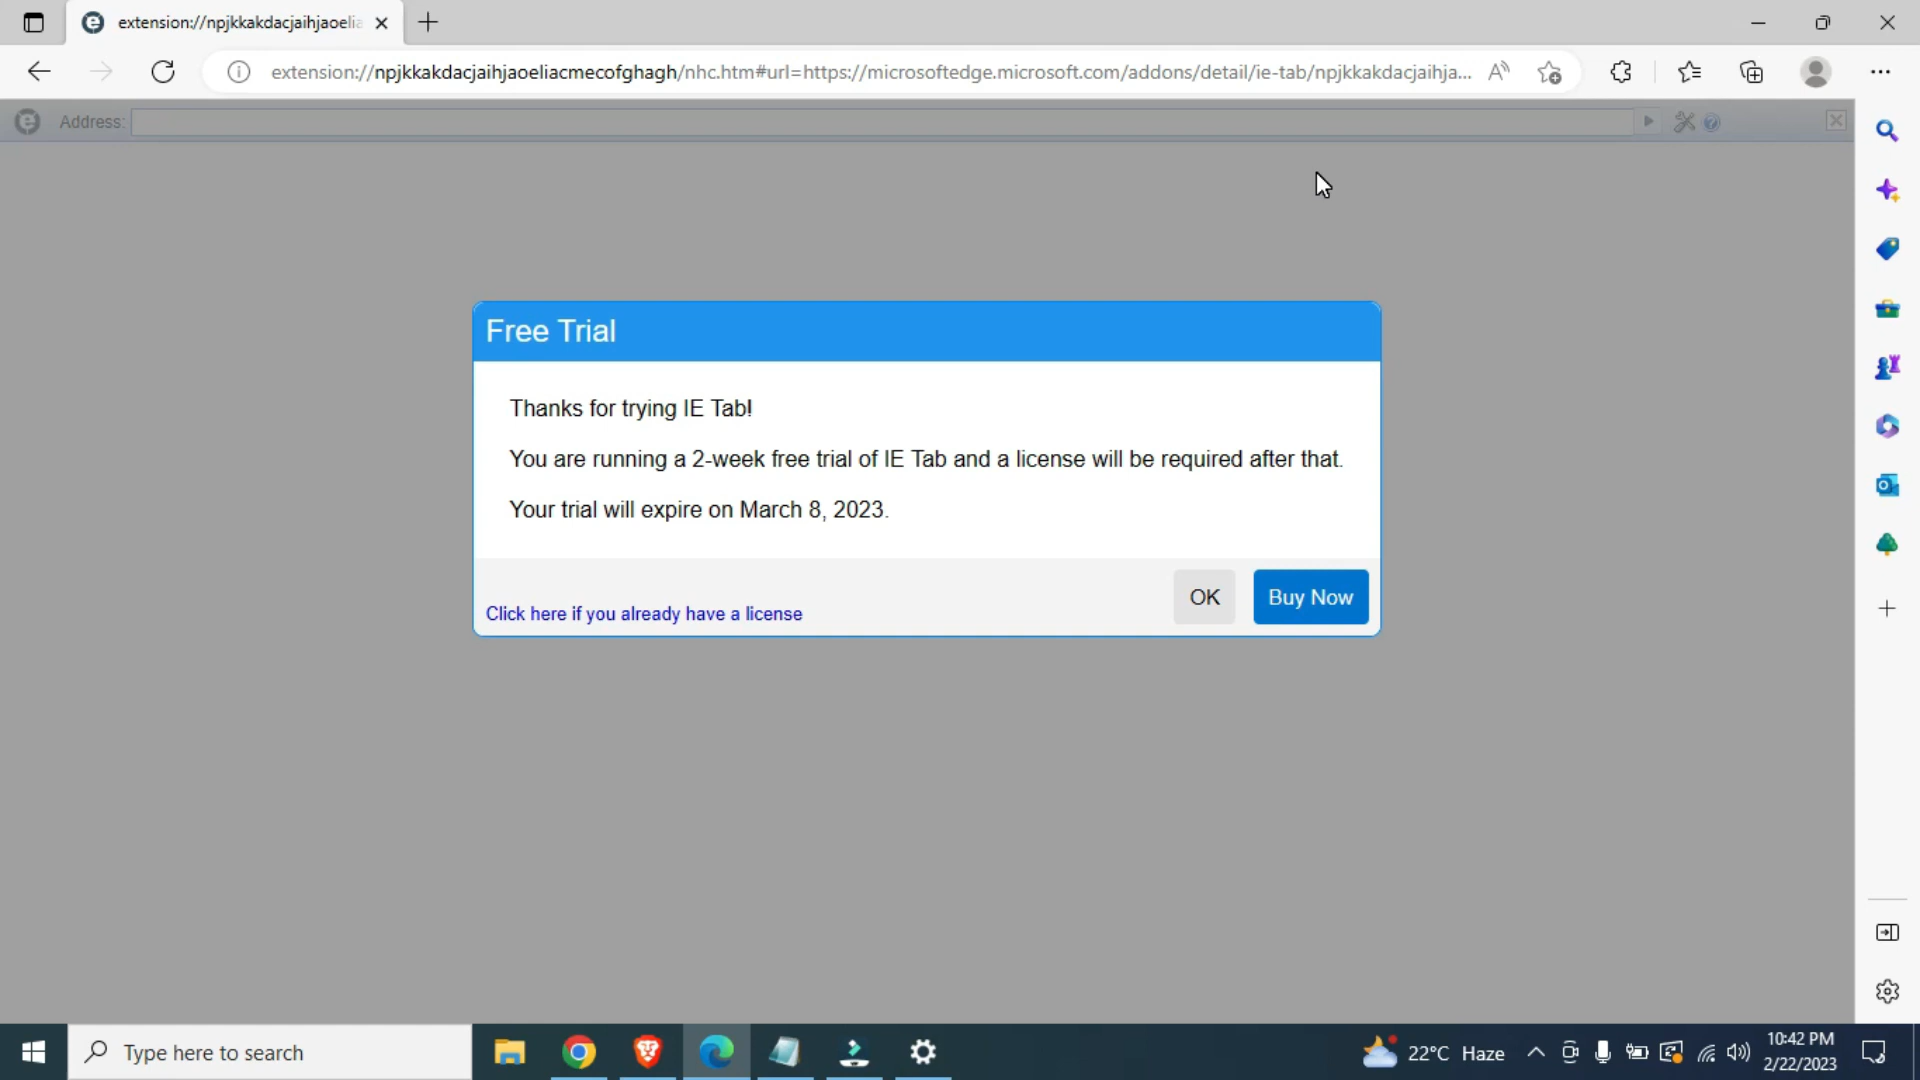 extension://npjkkakdacjaihjaoelia
extension://npjkkakdacjaihjaoeliacmecofghagh/nhc.htm#url=https://microsoftedge.microsoft.com/addons/detail/ie-tab/npjkkakdacjaihja...
Address:
Free Trial
Thanks for trying IE Tab!
You are running a 2-week free trial of IE Tab and a license will be required after that.
Your trial will expire on March 8, 2023.
Click here if you already have a license
OK
Buy Now
Type here to search
22°C Haze
10:42 PM
2/22/2023